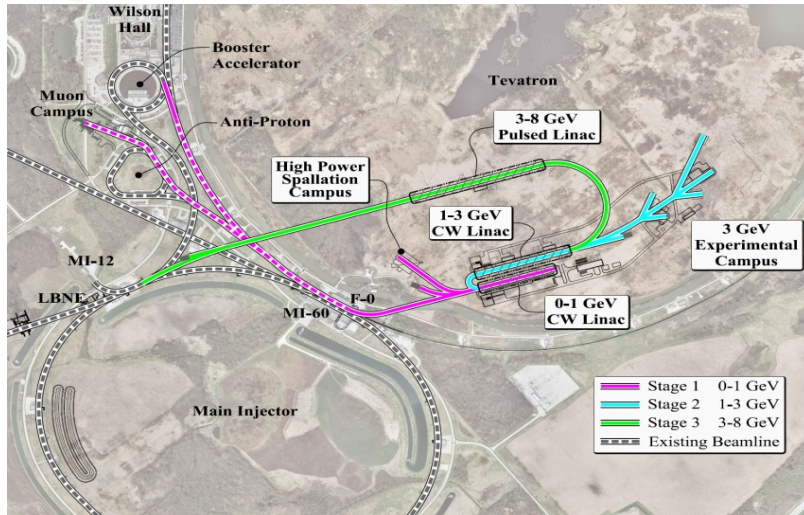 Wilson
Hall
Booster
Accelerator
Tevatron
Muon
Campus
Anti-Proton
3-8 GeV
Pulsed Linac
High Power
Spallation
Campus
1-3 GeV
CW Linac
3 GeV
Experimental
Campus
MI-12
LBNE
F-0
MI-60
0-1 GeV
CW Linac
Main Injector
Stage 1 0-1 GeV
Stage 2 1-3 GeV
Stage 3 3-8 GeV
Existing Beamline